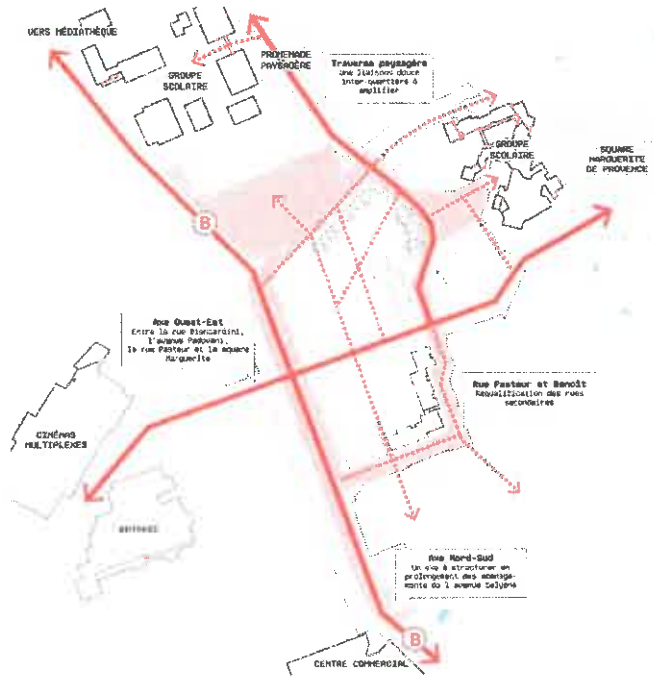 VERS MÉDIATHÈQUE
GROUPE
SCOLAIRE
PROMENADE
PAYSAGÈRE
Traverse paysagère
Une liaison douce
inter-quartiers à
amplifier
GROUPE
SCOLAIRE
SQUARE
MARGUERITE
DE PROVENCE
B
Axe Ouest-Est
Entre la rue
l'avenue Padovani,
la rue Pasteur et le square
Marguerite
Rue Pasteur et Benoît
Requalification des rues
secondaires
CINÉMAS
MULTIPLEXES
Axe Nord-Sud
Un axe à structurer en
prolongement des aménage-
ments de l'avenue
B
CENTRE COMMERCIAL